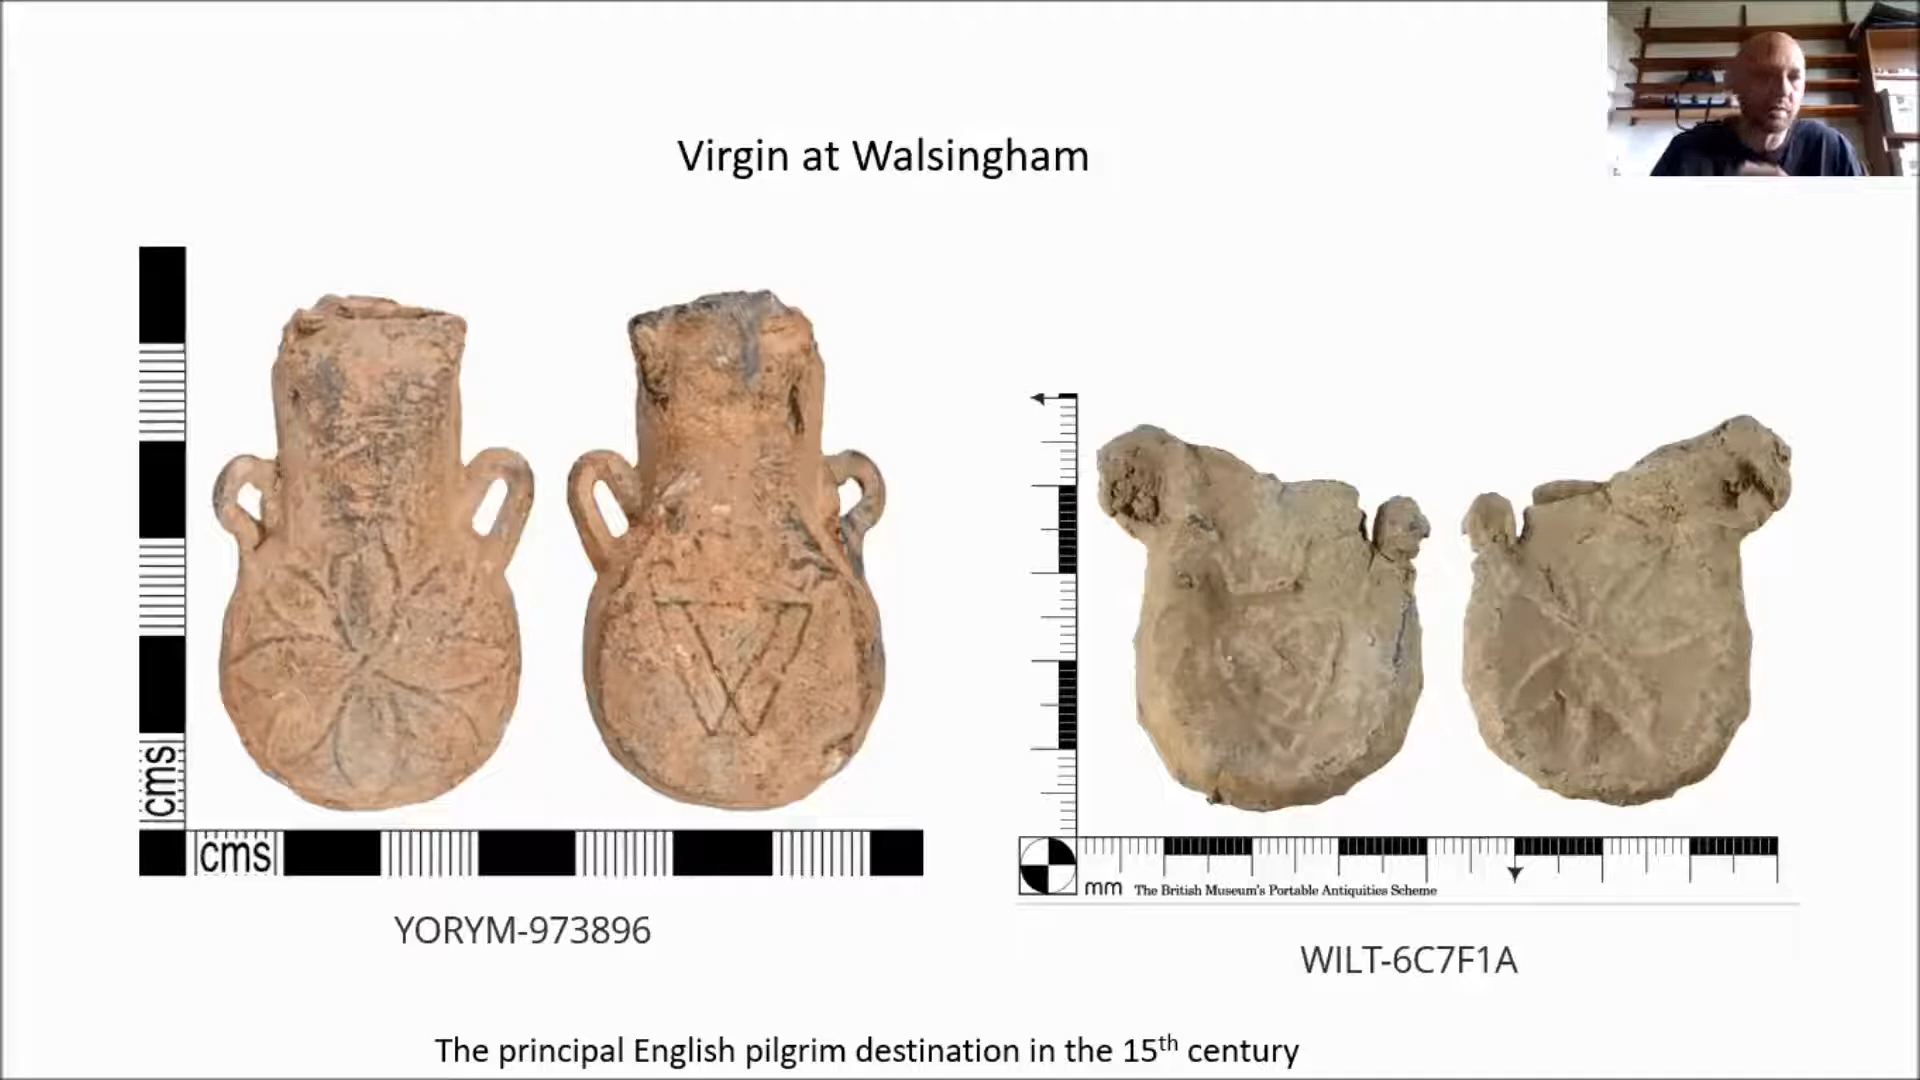 Virgin at Walsingham
cms
cms
mm The British Museum's Portable Antiquities Scheme
YORYM-973896
WILT-6C7F1A
The principal English pilgrim destination in the 15th century